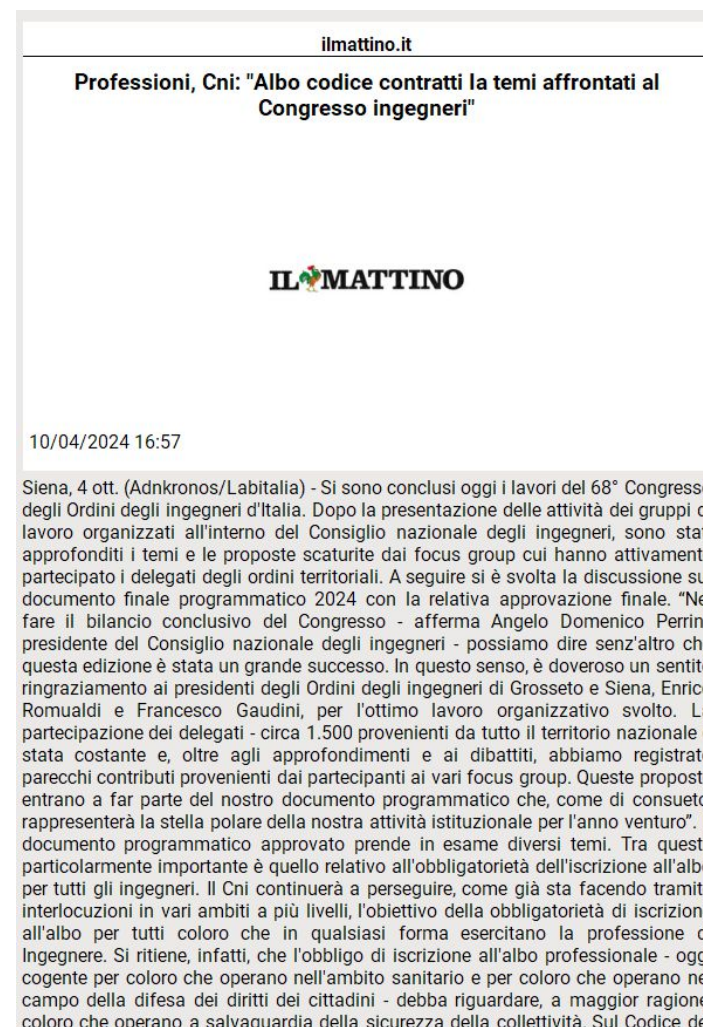 ilmattino.it
Professioni, Cni: "Albo codice contratti Ia temi affrontati al
Congresso ingegneri"
IL MATTINO
10/04/2024 16:57
Siena, 4 ott. (Adnkronos/Labitalia) - Si sono conclusi oggi i lavori del 68° Congress
degli Ordini degli ingegneri d'Italia. Dopo la presentazione delle attività dei gruppi d
lavoro organizzati all'interno del Consiglio nazionale degli ingegneri, sono stat
approfonditi i temi e le proposte scaturite dai focus group cui hanno attivament
partecipato i delegati degli ordini territoriali. A seguire si è svolta la discussione su
documento finale programmatico 2024 con la relativa approvazione finale. “Ne
fare il bilancio conclusivo del Congresso - afferma Angelo Domenico Perrin
presidente del Consiglio nazionale degli ingegneri - possiamo dire senz'altro ch
questa edizione è stata un grande successo. In questo senso, è doveroso un sentit
ringraziamento ai presidenti degli Ordini degli ingegneri di Grosseto e Siena, Enric
Romualdi e Francesco Gaudini, per l'ottimo lavoro organizzativo svolto. L
partecipazione dei delegati - circa 1.500 provenienti da tutto il territorio nazionale
stata costante e, oltre agli approfondimenti e ai dibattiti, abbiamo registrat
parecchi contributi provenienti dai partecipanti ai vari focus group. Queste propost
entrano a far parte del nostro documento programmatico che, come di consuet
rappresenterà la stella polare della nostra attività istituzionale per l'anno venturo”.
documento programmatico approvato prende in esame diversi temi. Tra quest
particolarmente importante è quello relativo all'obbligatorietà dell'iscrizione all'alb
per tutti gli ingegneri. Il Cni continuerà a perseguire, come già sta facendo tramit
interlocuzioni in vari ambiti a più livelli, l'obiettivo della obbligatorietà di iscrizion
all'albo per tutti coloro che in qualsiasi forma esercitano la professione d
Ingegnere. Si ritiene, infatti, che l'obbligo di iscrizione all'albo professionale - ogg
cogente per coloro che operano nell'ambito sanitario e per coloro che operano ne
campo della difesa dei diritti dei cittadini - debba riguardare, a maggior ragione
coloro che operano a salvaguardia della sicurezza della collettività. Sul Codice de